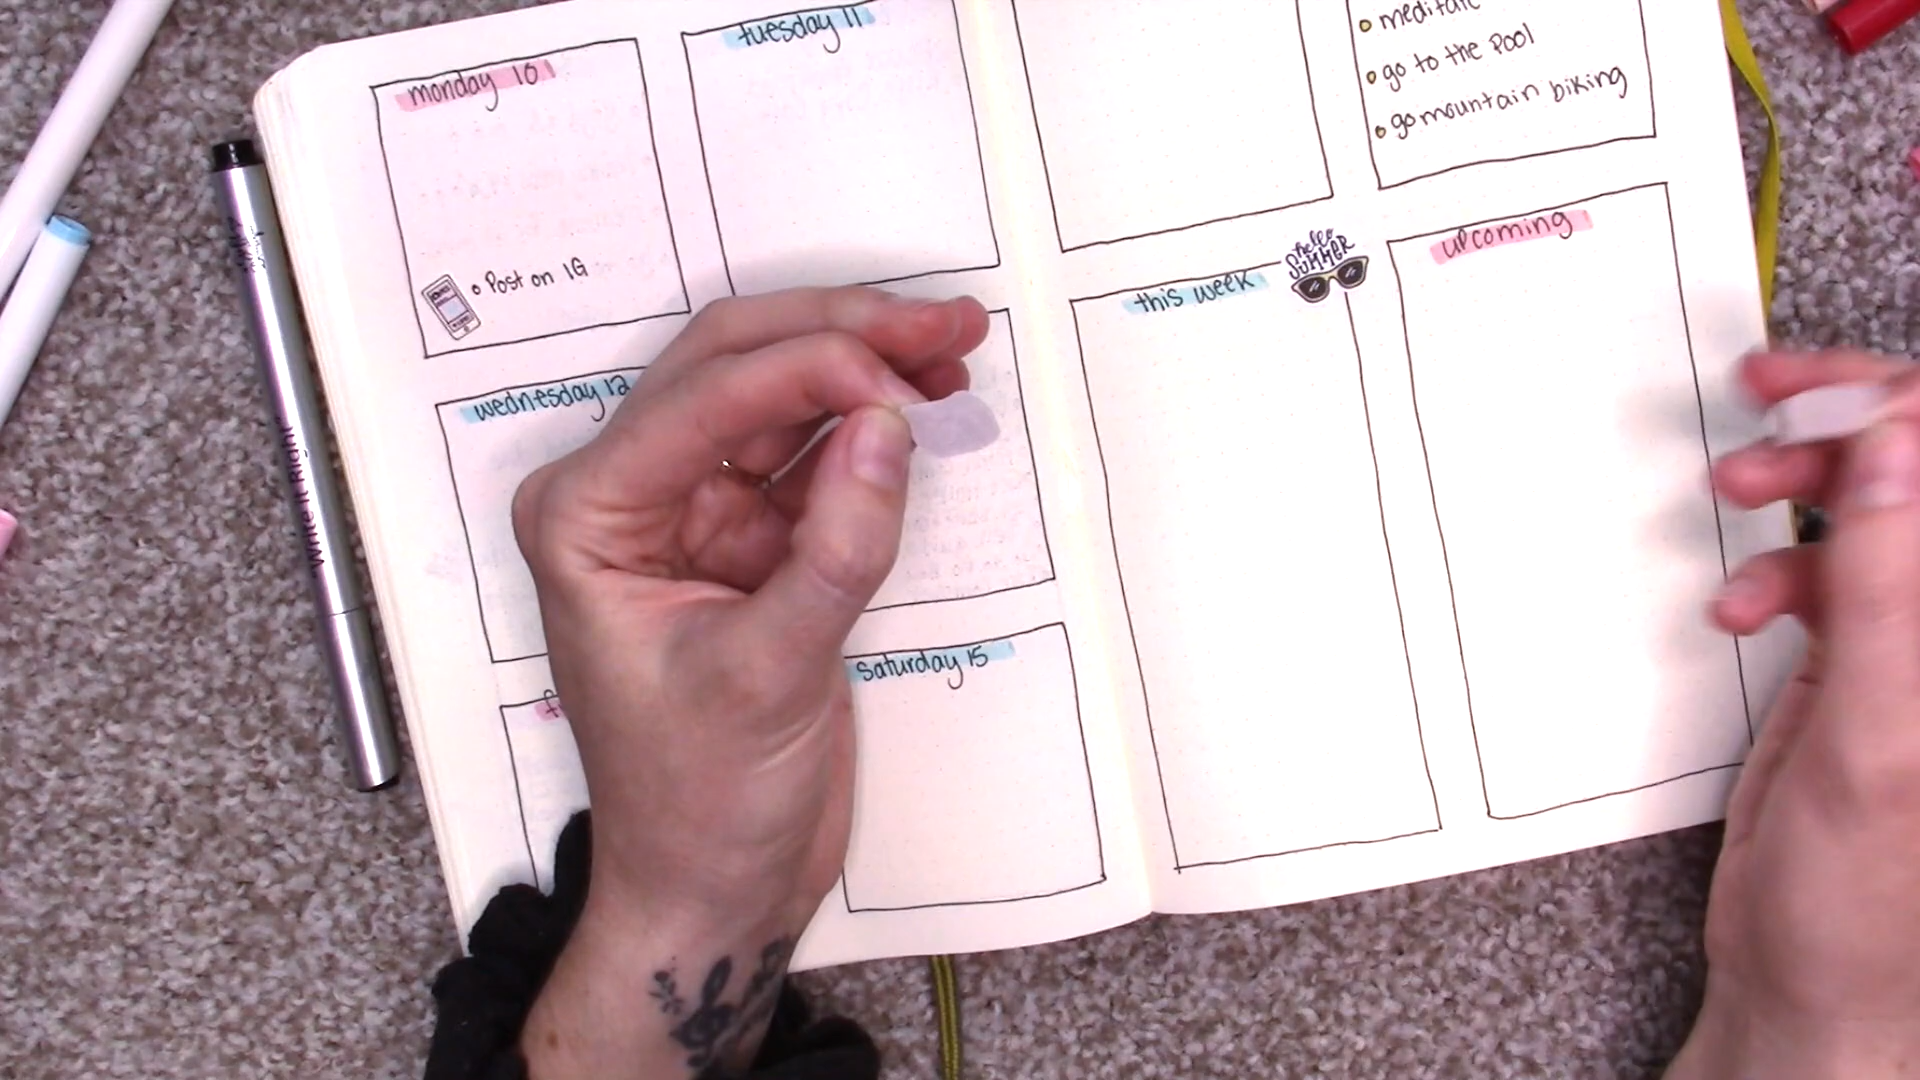 monday 10
Post on IG
tuesday 11
wednesday 12
saturday 15
meditate
go to the pool
go mountain biking
this week
hello
SUMMER
upcoming
Write It Right